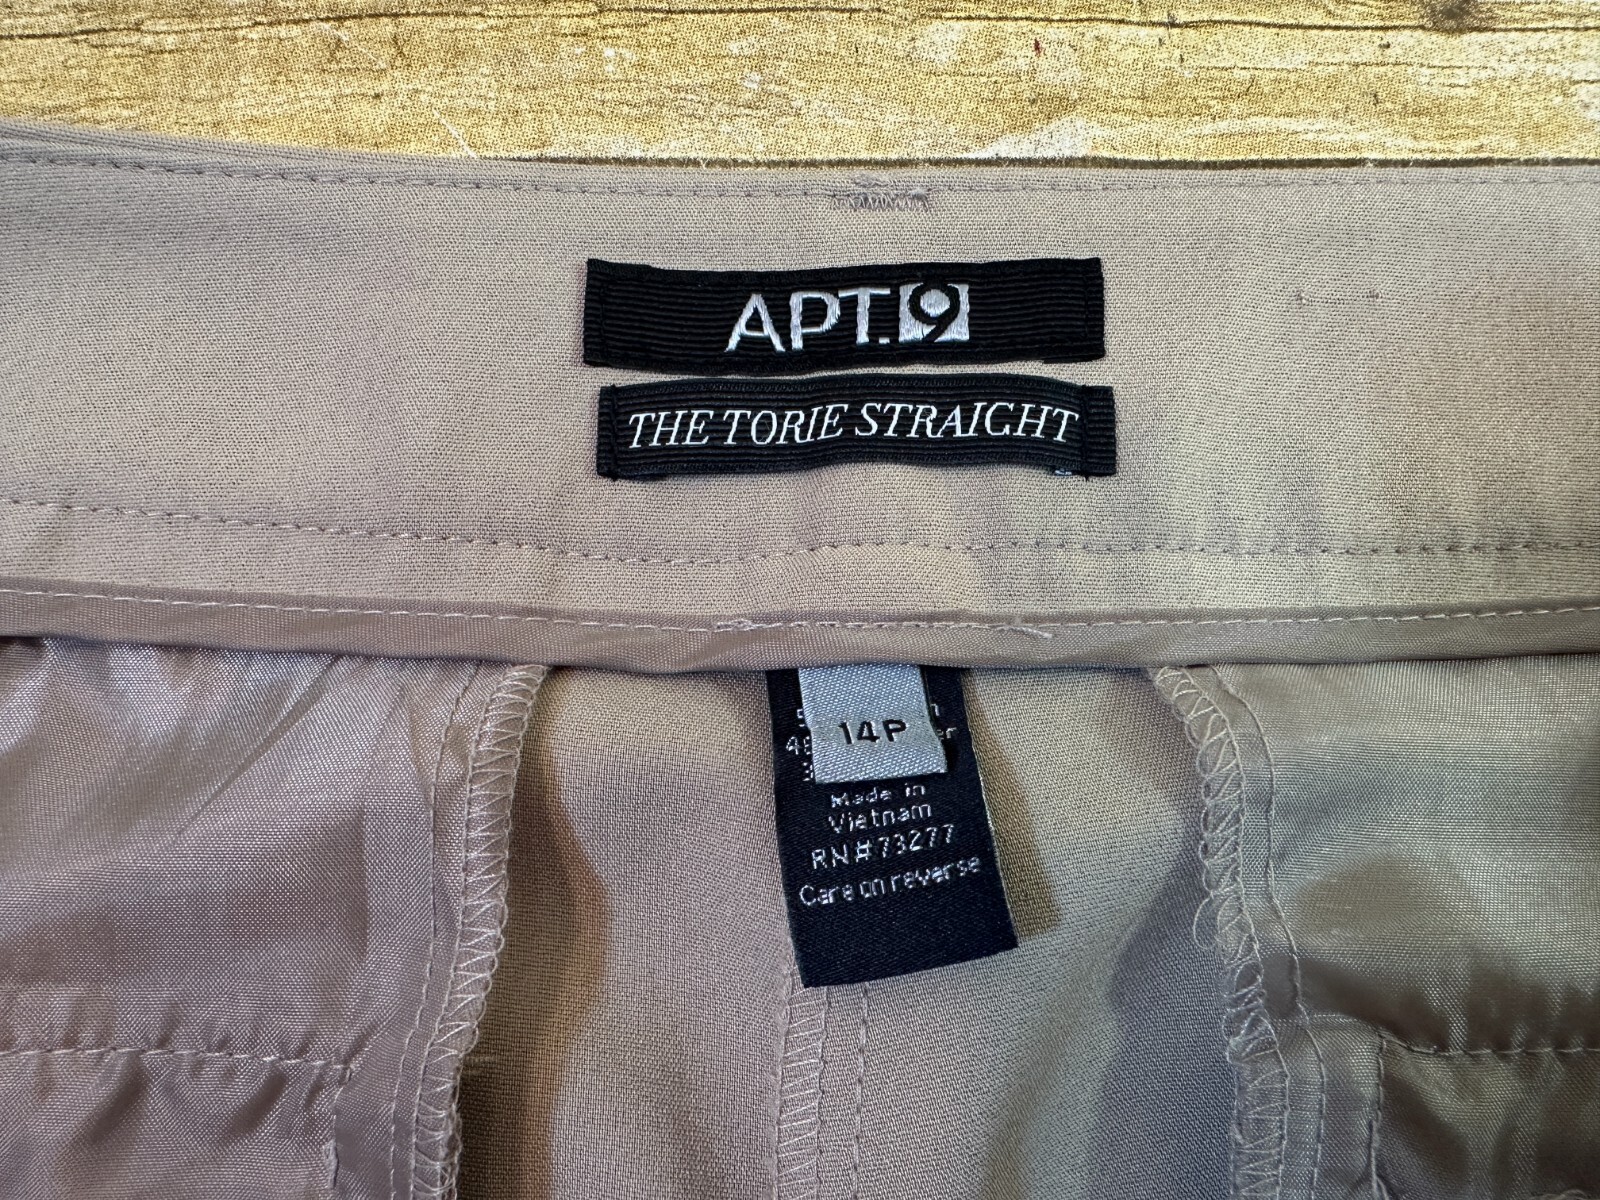 APT.9
THE TORIE STRAIGHT
14P
Made in
Vietnam
RN#73277
Care on reverse